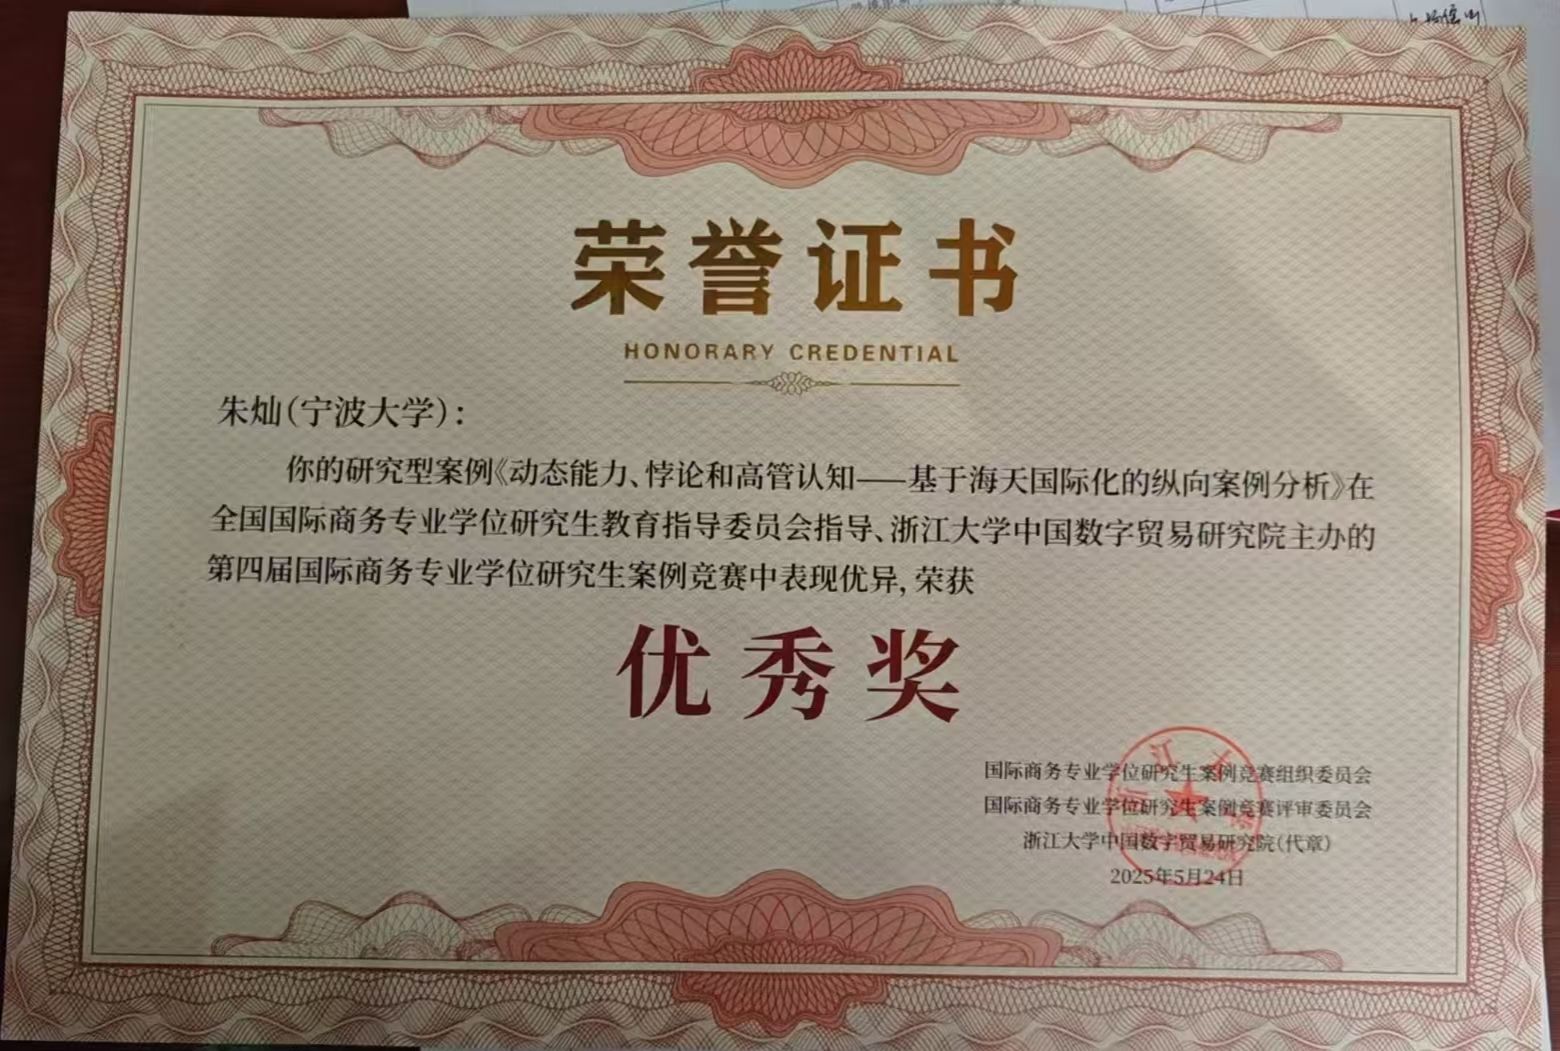 荣誉证书
HONORARY CREDENTIAL
朱灿(宁波大学):
你的研究型案例《动态能力、悖论和高管认知——基于海天国际化的纵向案例分析》在
全国国际商务专业学位研究生教育指导委员会指导、浙江大学中国数字贸易研究院主办的
第四届国际商务专业学位研究生案例竞赛中表现优异,荣获
优秀奖
国际商务专业学位研究生案例竞赛组织委员会
国际商务专业学位研究生案例竞赛评审委员会
浙江大学中国数字贸易研究院(代章)
2025年5月24日